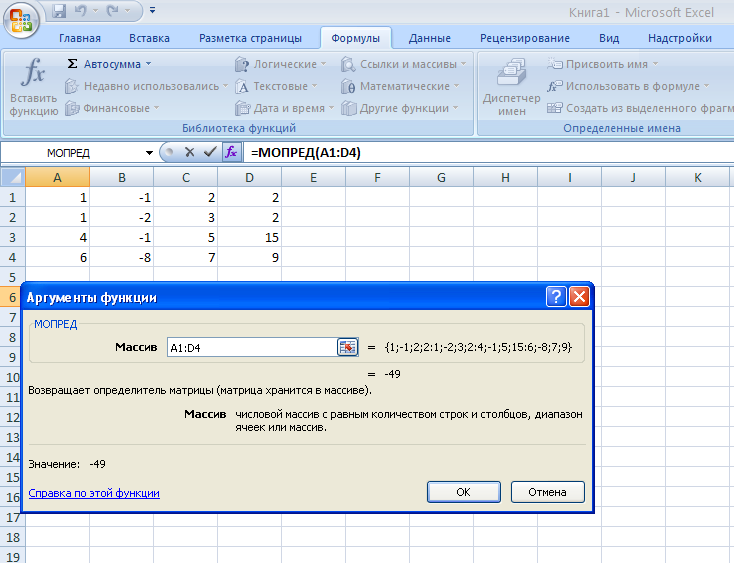 Книга1 - Microsoft Excel
Главная Вставка Разметка страницы Формулы Данные Рецензирование Вид Надстройки
fx Σ Автосумма Логические Ссылки и массивы Присвоить имя
Вставить функцию Недавно использовались Текстовые Математические Диспетчер имен Использовать в формуле
Финансовые Дата и время Другие функции Создать из выделенного фрагм
Библиотека функций Определенные имена
МОПРЕД fx =МОПРЕД(A1:D4)
A B C D E F G H I J K
1 1 -1 2 2
2 1 -2 3 2
3 4 -1 5 15
4 6 -8 7 9
5
6 Аргументы функции ?
7 МОПРЕД
8 Массив A1:D4 = {1;-1;2;2:1;-2;3;2:4;-1;5;15:6;-8;7;9}
9
10 = -49
11 Возвращает определитель матрицы (матрица хранится в массиве).
12 Массив числовой массив с равным количеством строк и столбцов, диапазон
13 ячеек или массив.
14
15 Значение: -49
16 Справка по этой функции OK Отмена
17
18
19